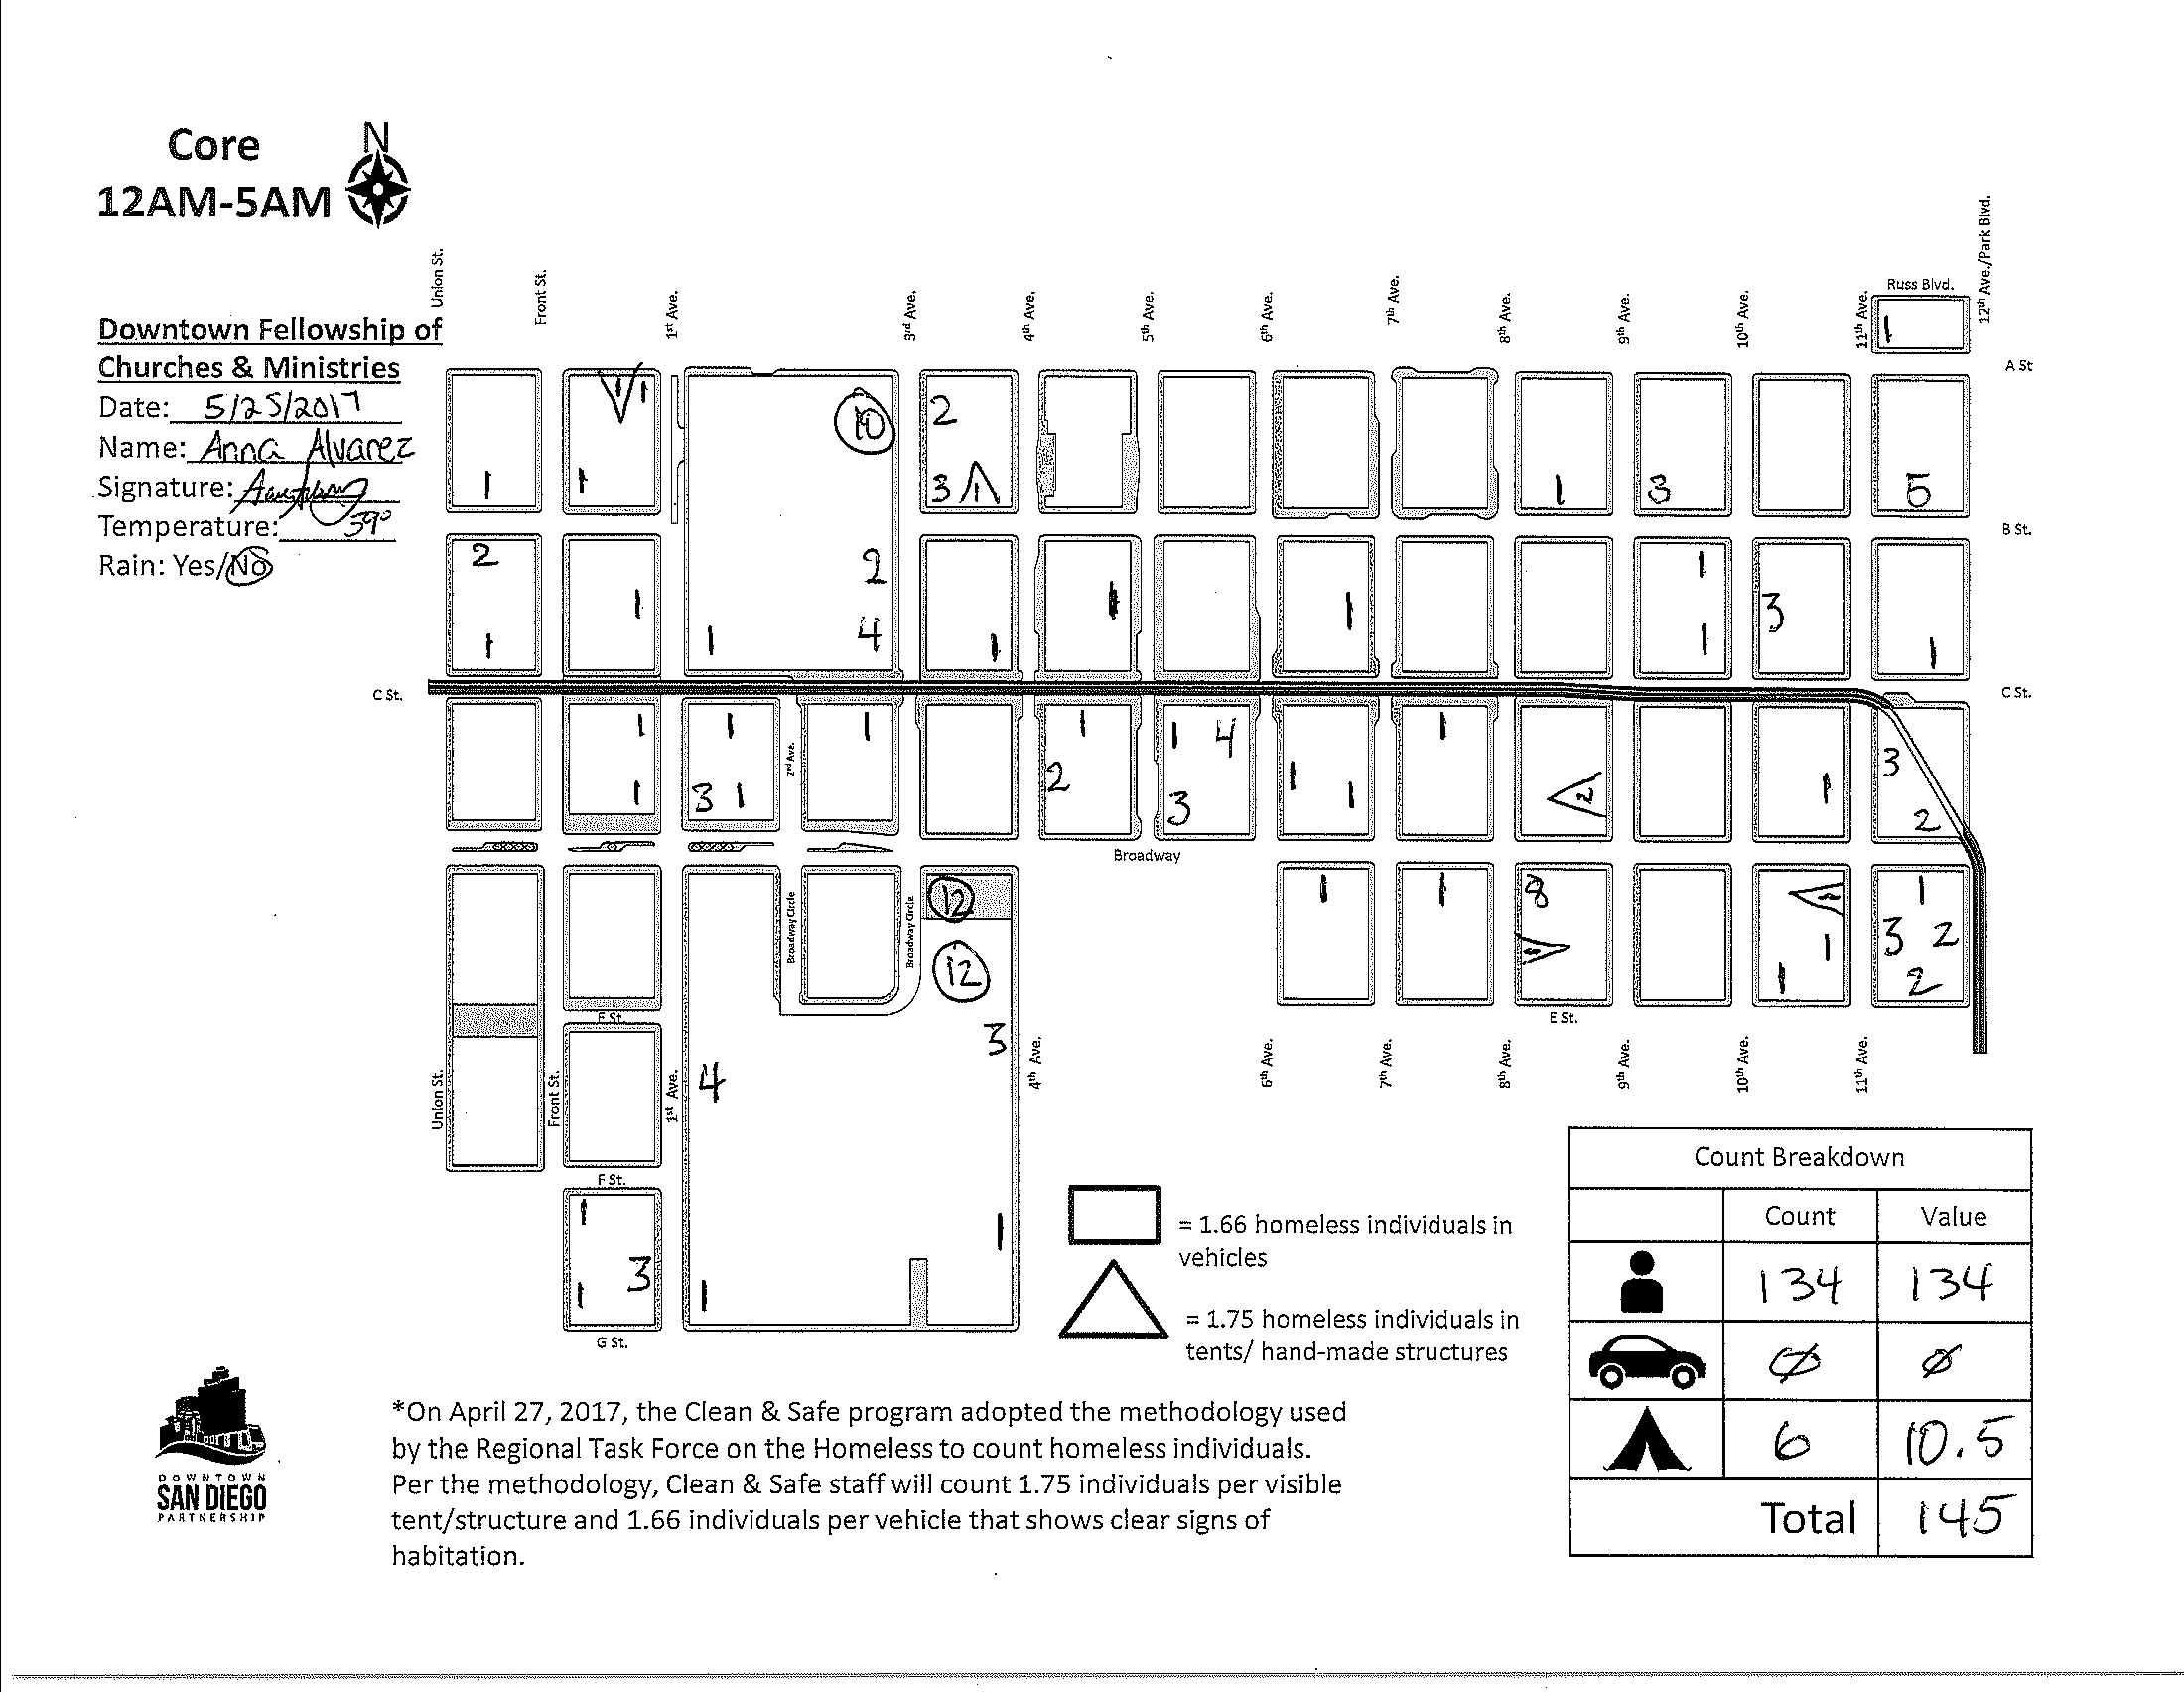 Core
12AM-5AM
N
Downtown Fellowship of
Churches & Ministries
Date: 5/25/2017
Name: Anna Alvarez
Signature:
Temperature: 39°
Rain: Yes/No
Union St.
Front St.
1st Ave.
3rd Ave.
4th Ave.
5th Ave.
6th Ave.
7th Ave.
8th Ave.
9th Ave.
10th Ave.
11th Ave.
12th Ave./Park Blvd.
Russ Blvd.
1
A St
1 1 10 2
1 1 3 1 1 3 5
B St.
2 1 2 1 1 1 3
1 1 4 1 1 1
C St.
C St.
1 1 1 1 1 4 1 3
1 3 1 2 3 1 1 2 1 2
2nd Ave.
Broadway
12 1 1 8 1 1
12 1 1 1 3 2
2
Broadway Circle
Broadway Circle
E St.
E St.
3
4
Union St.
Front St.
1st Ave.
4th Ave.
6th Ave.
7th Ave.
8th Ave.
9th Ave.
10th Ave.
11th Ave.
F St.
1 1
1 3 1
G St.
= 1.66 homeless individuals in
vehicles
= 1.75 homeless individuals in
tents/ hand-made structures
Count Breakdown
Count Value
134 134
Ø Ø
6 10.5
Total 145
*On April 27, 2017, the Clean & Safe program adopted the methodology used
by the Regional Task Force on the Homeless to count homeless individuals.
Per the methodology, Clean & Safe staff will count 1.75 individuals per visible
tent/structure and 1.66 individuals per vehicle that shows clear signs of
habitation.
DOWNTOWN
SAN DIEGO
PARTNERSHIP